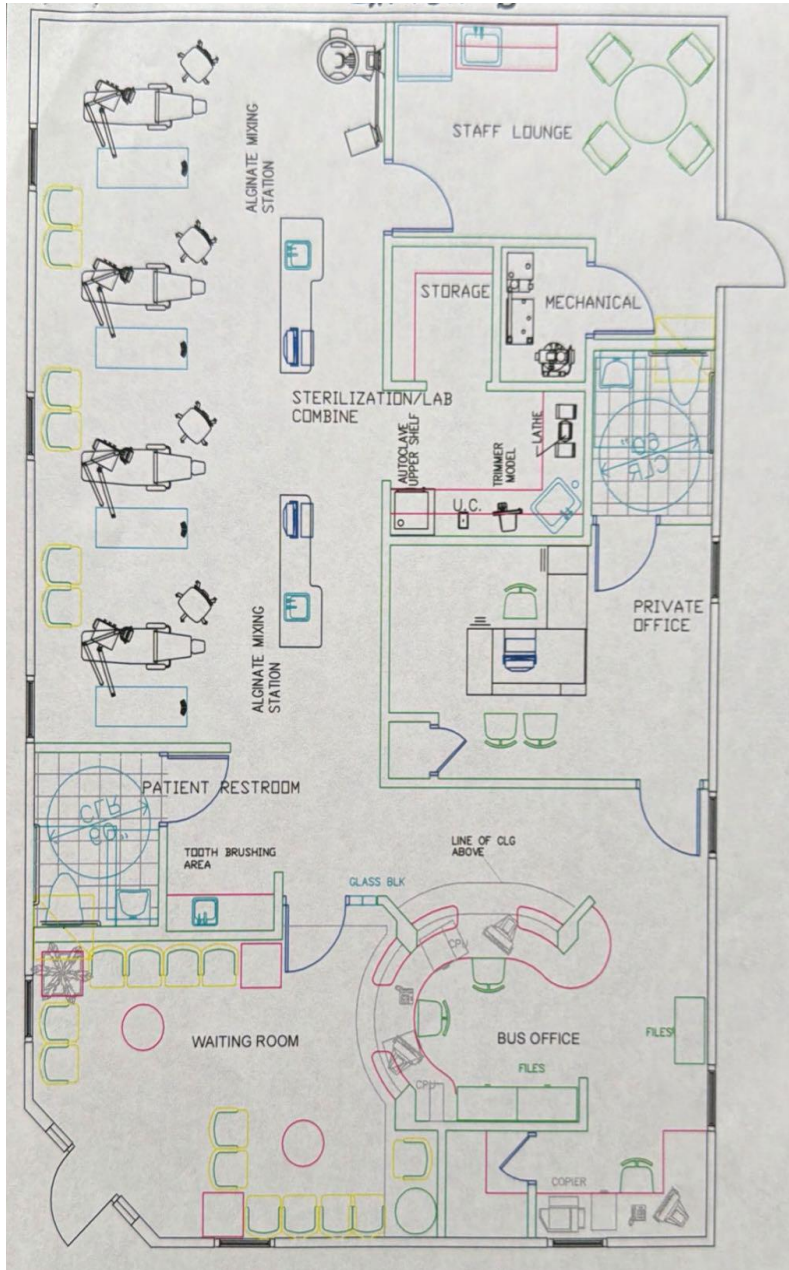 ALGINATE MIXING
STATION
STAFF LOUNGE
STORAGE
MECHANICAL
STERILIZATION/LAB
COMBINE
AUTOCLAVE
UPPER SHELF
U.C.
TRIMMER
MODEL
LATHE
60"
CLR
ALGINATE MIXING
STATION
PRIVATE
OFFICE
PATIENT RESTROOM
CLR
60"
TOOTH BRUSHING
AREA
LINE OF CLG
ABOVE
GLASS BLK
CPU
WAITING ROOM
BUS OFFICE
FILES
FILES
CPU
COPIER